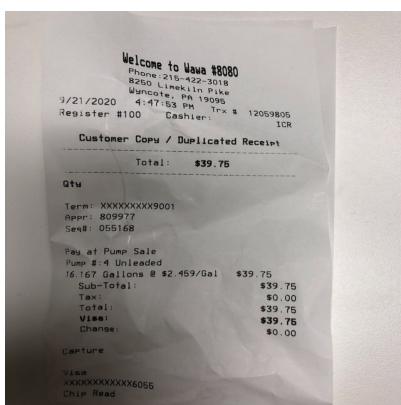 Welcome to Wawa #8080
Phone:215-422-3018
8250 Limekiln Pike
Wyncote, PA 19095
9/21/2020 4:47:53 PM Trx # 12059805
Register #100 Cashier: ICR
Customer Copy / Duplicated Receipt
Total: $39.75
Qty
Term: XXXXXXXXX9001
Appr: 809977
Seq#: 055168
Pay at Pump Sale
Pump #:4 Unleaded
16.167 Gallons @ $2.459/Gal $39.75
Sub-Total: $39.75
Tax: $0.00
Total: $39.75
Visa: $39.75
Change: $0.00
Capture
Visa
XXXXXXXXXXXX6055
Chip Read